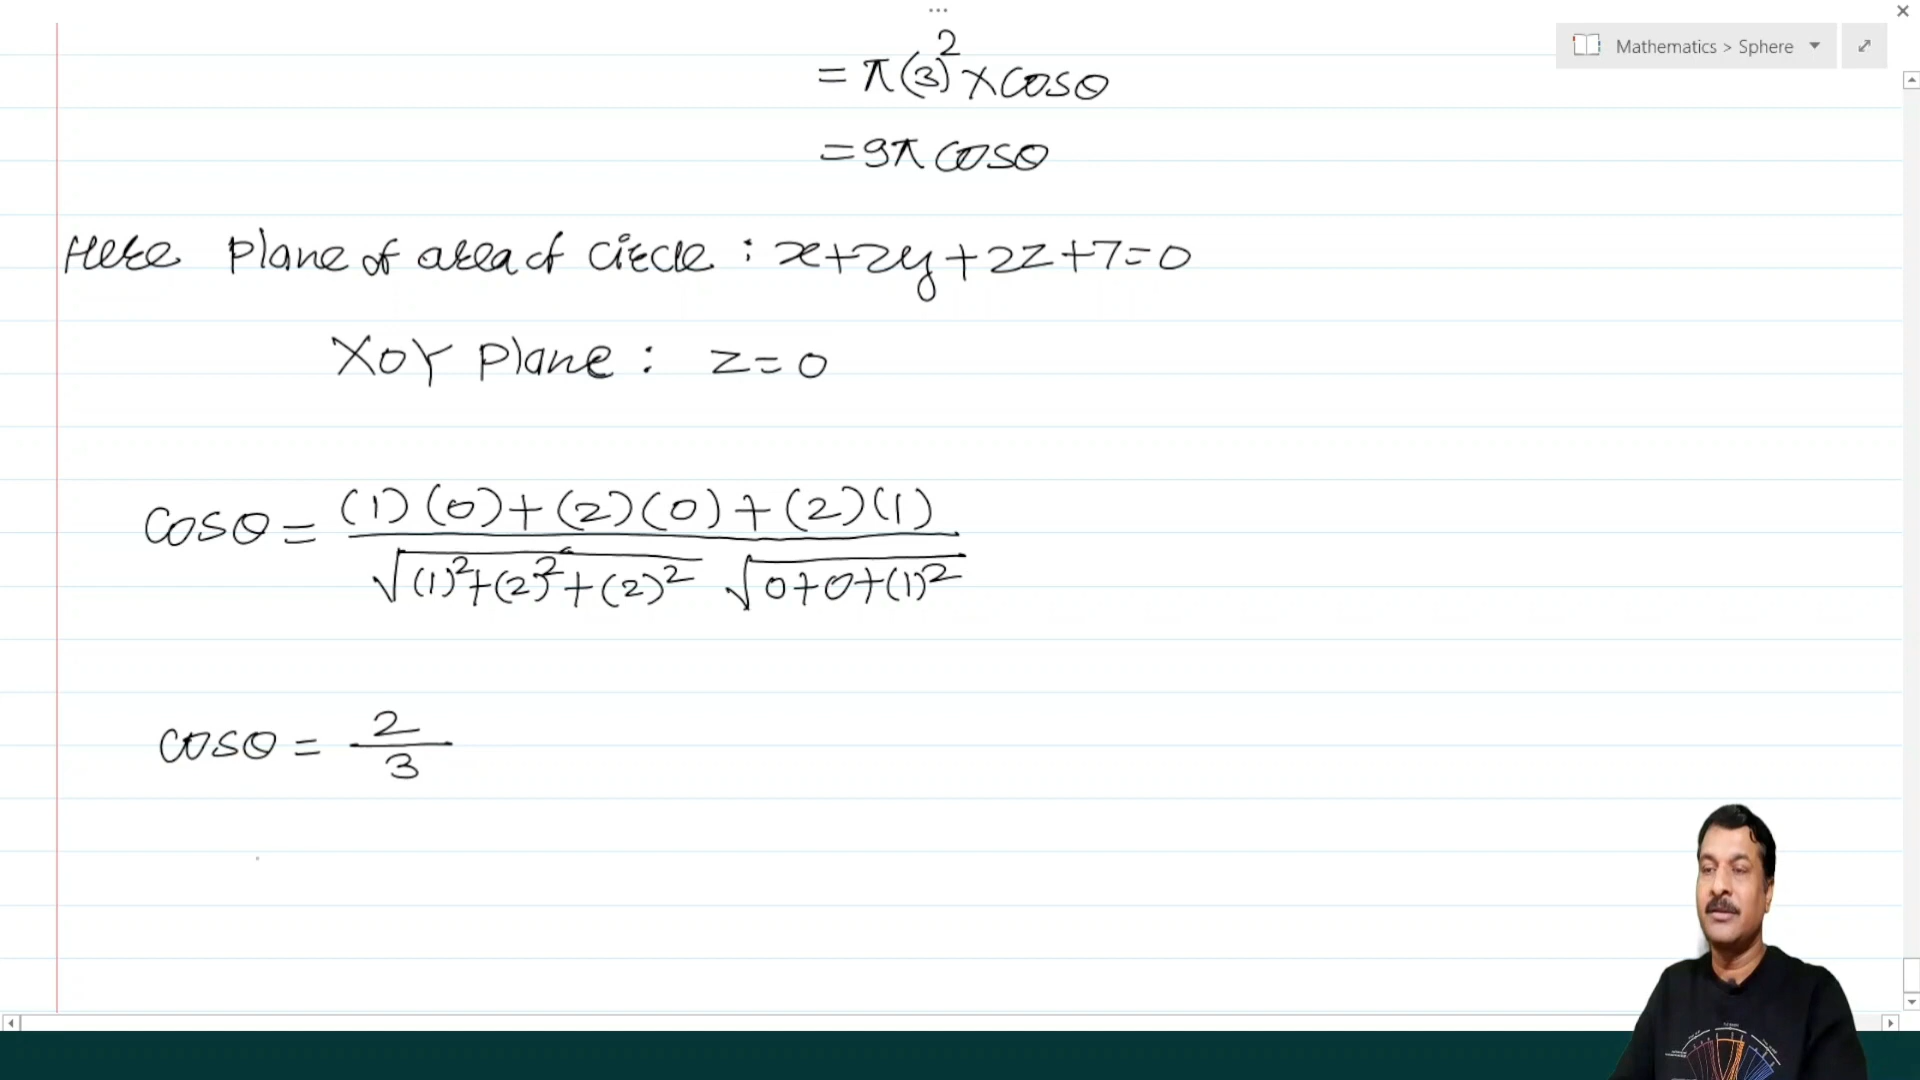 Mathematics > Sphere
= π(3)² × cosθ
= 9π cosθ
Here plane of area of circle : x+2y+2z+7=0
XOY plane : z=0
cosθ = (1)(0)+(2)(0)+(2)(1)
√(1)²+(2)²+(2)² √0+0+(1)²
cosθ = 2
3